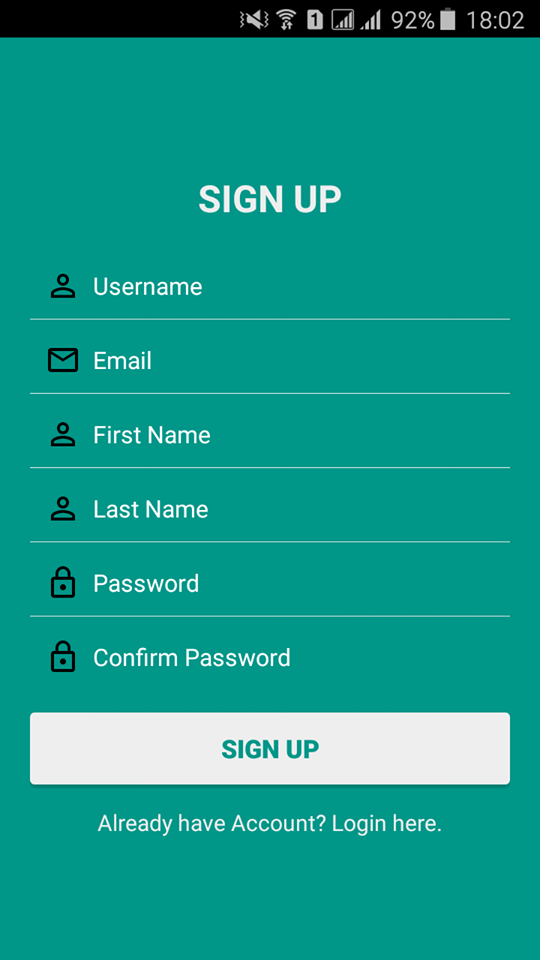 1 92% 18:02
SIGN UP
Username
Email
First Name
Last Name
Password
Confirm Password
SIGN UP
Already have Account? Login here.